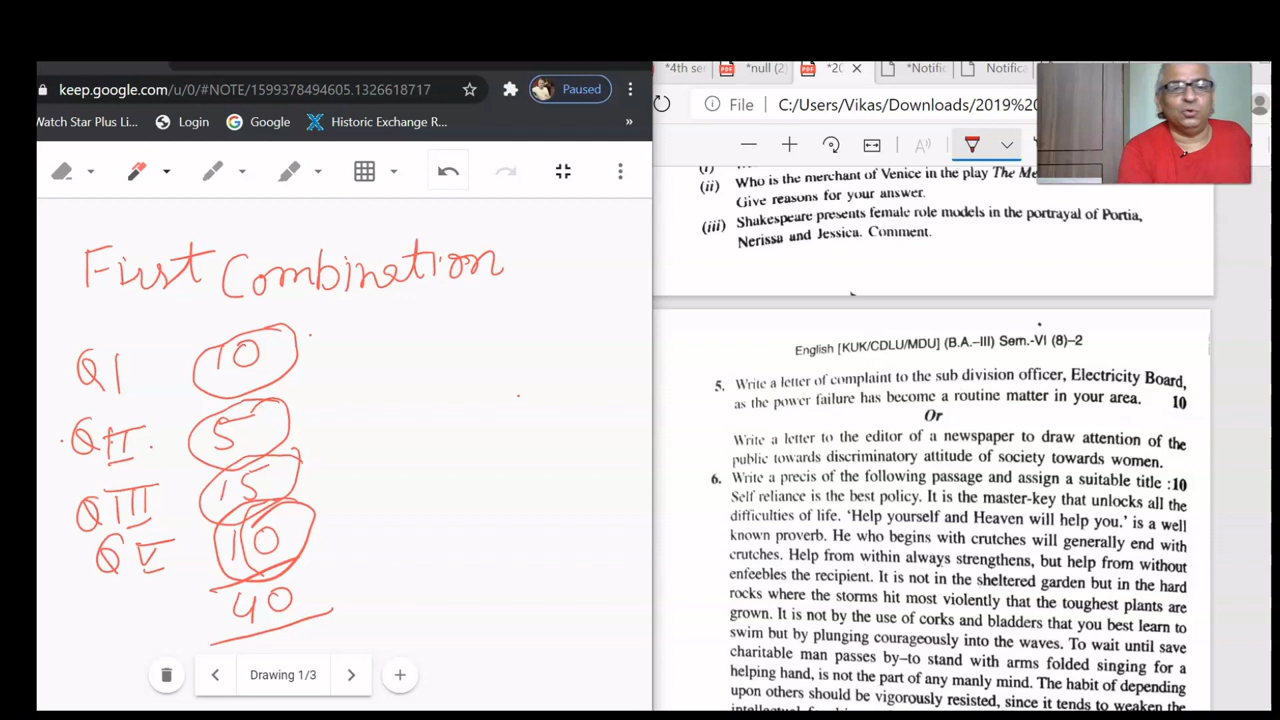 keep.google.com/u/0/#NOTE/1599378494605.1326618717
Paused
Watch Star Plus Li...
Login
Google
Historic Exchange R...
»
First Combination
QI 10
QII 5
QIII 15
QV 10
40
Drawing 1/3
*4th se
*null (2)
*20
*Notific
Notifica
File
C:/Users/Vikas/Downloads/2019%20
(ii) Who is the merchant of Venice in the play The Me
Give reasons for your answer.
(iii) Shakespeare presents female role models in the portrayal of Portia,
Nerissa and Jessica. Comment.
English [KUK/CDLU/MDU] (B.A.–III) Sem.-VI (8)–2
5. Write a letter of complaint to the sub division officer, Electricity Board,
as the power failure has become a routine matter in your area. 10
Or
Write a letter to the editor of a newspaper to draw attention of the
public towards discriminatory attitude of society towards women.
6. Write a precis of the following passage and assign a suitable title :10
Self reliance is the best policy. It is the master-key that unlocks all the
difficulties of life. 'Help yourself and Heaven will help you.' is a well
known proverb. He who begins with crutches will generally end with
crutches. Help from within always strengthens, but help from without
enfeebles the recipient. It is not in the sheltered garden but in the hard
rocks where the storms hit most violently that the toughest plants are
grown. It is not by the use of corks and bladders that you best learn to
swim but by plunging courageously into the waves. To wait until save
charitable man passes by–to stand with arms folded singing for a
helping hand, is not the part of any manly mind. The habit of depending
upon others should be vigorously resisted, since it tends to weaken the